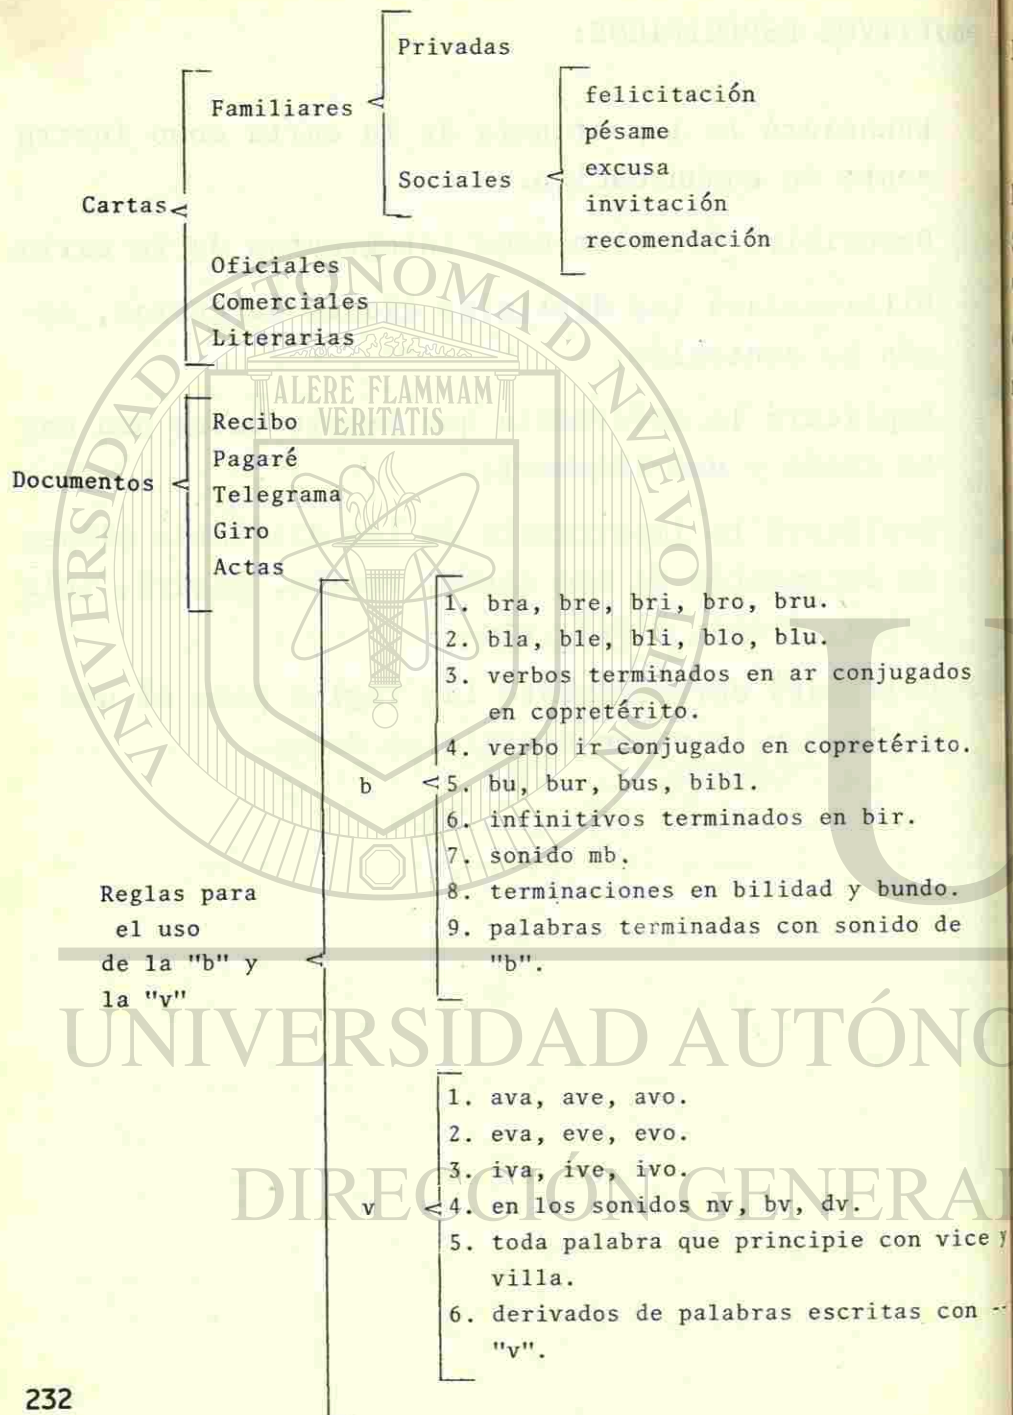 Privadas
Familiares <
felicitación
pésame
Sociales < excusa
invitación
recomendación
Cartas <
Oficiales
Comerciales
Literarias
Recibo
Pagaré
Documentos < Telegrama
Giro
Actas
1. bra, bre, bri, bro, bru.
2. bla, ble, bli, blo, blu.
3. verbos terminados en ar conjugados
en copretérito.
4. verbo ir conjugado en copretérito.
b < 5. bu, bur, bus, bibl.
6. infinitivos terminados en bir.
7. sonido mb.
8. terminaciones en bilidad y bundo.
9. palabras terminadas con sonido de
"b".
Reglas para
el uso
de la "b" y <
la "v"
1. ava, ave, avo.
2. eva, eve, evo.
3. iva, ive, ivo.
v < 4. en los sonidos nv, bv, dv.
5. toda palabra que principie con vice y
villa.
6. derivados de palabras escritas con --
"v".
232
UNIVERSIDAD AUTÓNOMA DE NUEVO LEÓN
ALERE FLAMMAM
VERITATIS
U
UNIVERSIDAD AUTÓNO
DIRECCIÓN GENERAL